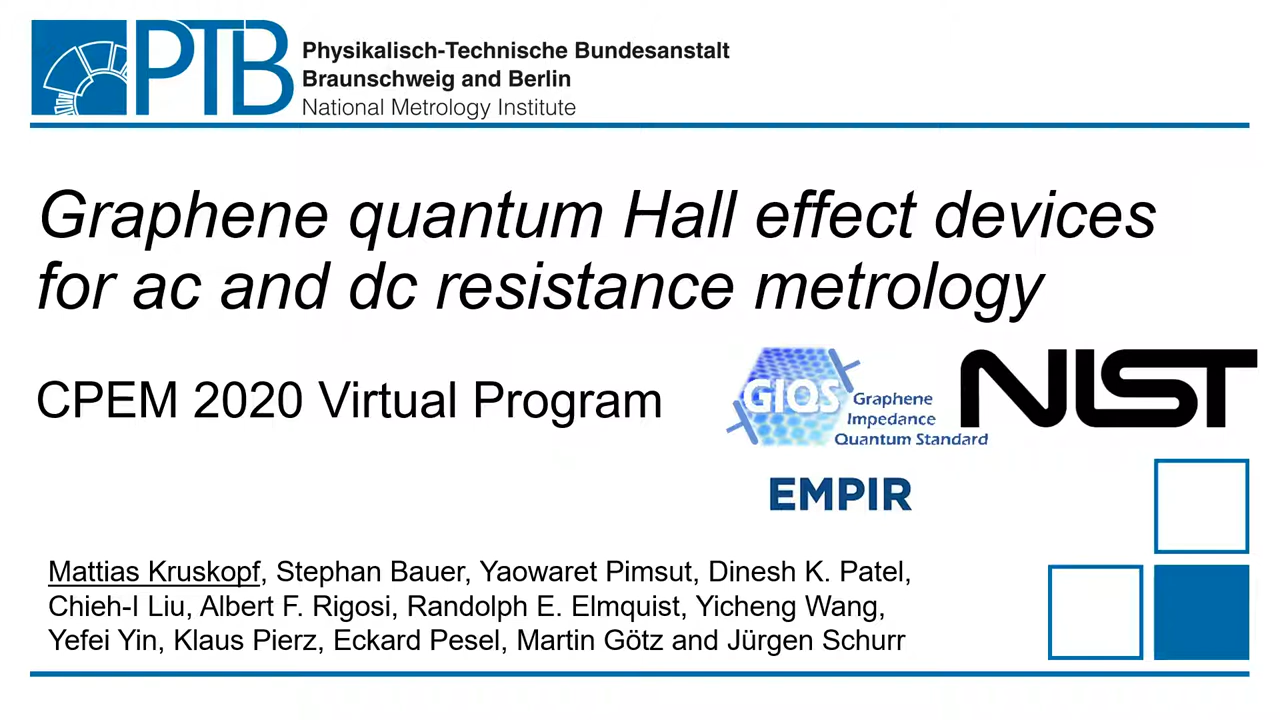 PTB
Physikalisch-Technische Bundesanstalt
Braunschweig and Berlin
National Metrology Institute
Graphene quantum Hall effect devices
for ac and dc resistance metrology
CPEM 2020 Virtual Program
GIQS
Graphene
Impedance
Quantum Standard
NIST
EMPIR
Mattias Kruskopf, Stephan Bauer, Yaowaret Pimsut, Dinesh K. Patel,
Chieh-I Liu, Albert F. Rigosi, Randolph E. Elmquist, Yicheng Wang,
Yefei Yin, Klaus Pierz, Eckard Pesel, Martin Götz and Jürgen Schurr